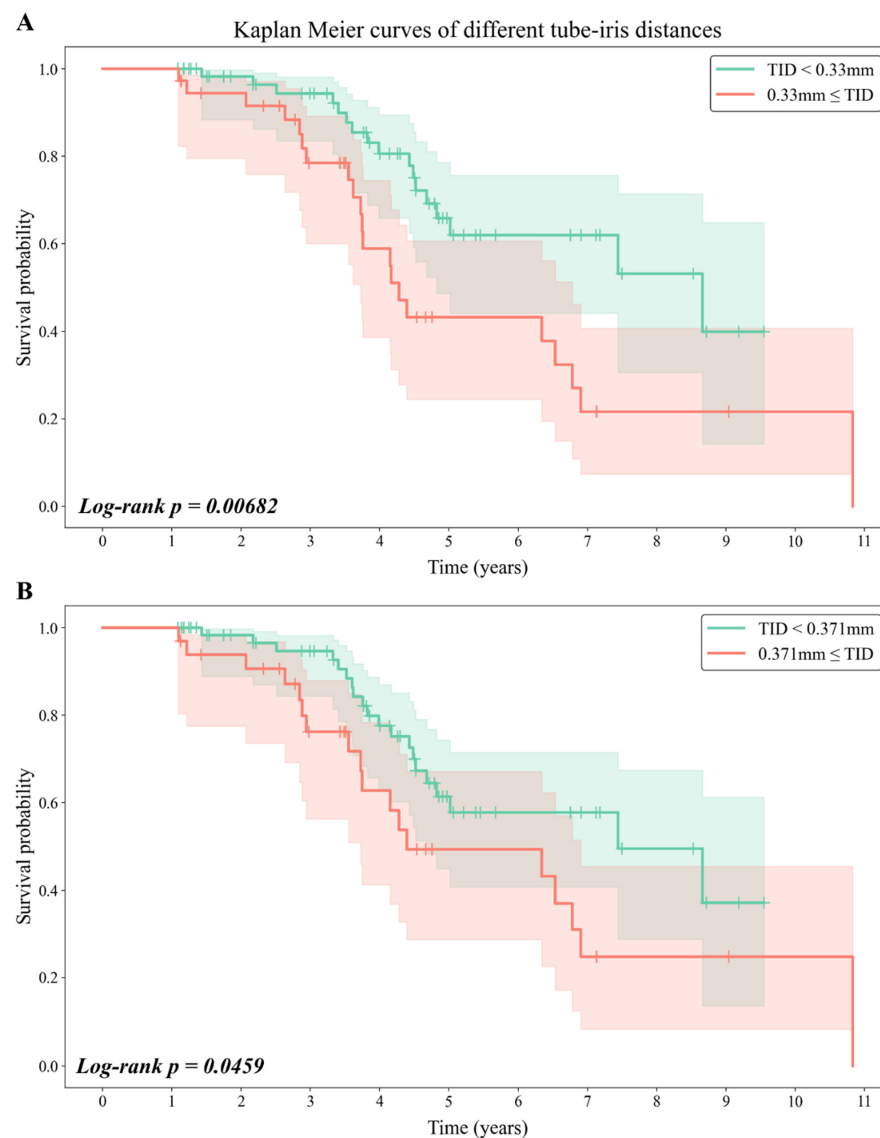 A
Kaplan Meier curves of different tube-iris distances
TID < 0.33mm
0.33mm ≤ TID
1.0
0.8
0.6
0.4
0.2
0.0
Survival probability
Log-rank p = 0.00682
0 1 2 3 4 5 6 7 8 9 10 11
Time (years)
B
TID < 0.371mm
0.371mm ≤ TID
1.0
0.8
0.6
0.4
0.2
0.0
Survival probability
Log-rank p = 0.0459
0 1 2 3 4 5 6 7 8 9 10 11
Time (years)